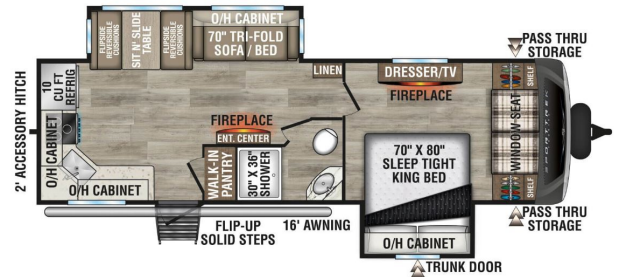 O/H CABINET
70" TRI-FOLD
SOFA / BED
FLIPSIDE
REVERSIBLE
CUSHIONS
SIT N' SLIDE
TABLE
FLIPSIDE
REVERSIBLE
CUSHIONS
PASS THRU
STORAGE
LINEN
DRESSER/TV
FIREPLACE
SHELF
10
CU FT
REFRIG
2' ACCESSORY HITCH
FIREPLACE
ENT. CENTER
WINDOW-SEAT
SPORTTREK
O/H CABINET
O/H CABINET
WALK-IN
PANTRY
30" X 36"
SHOWER
70" X 80"
SLEEP TIGHT
KING BED
SHELF
FLIP-UP
SOLID STEPS
16' AWNING
O/H CABINET
PASS THRU
STORAGE
TRUNK DOOR